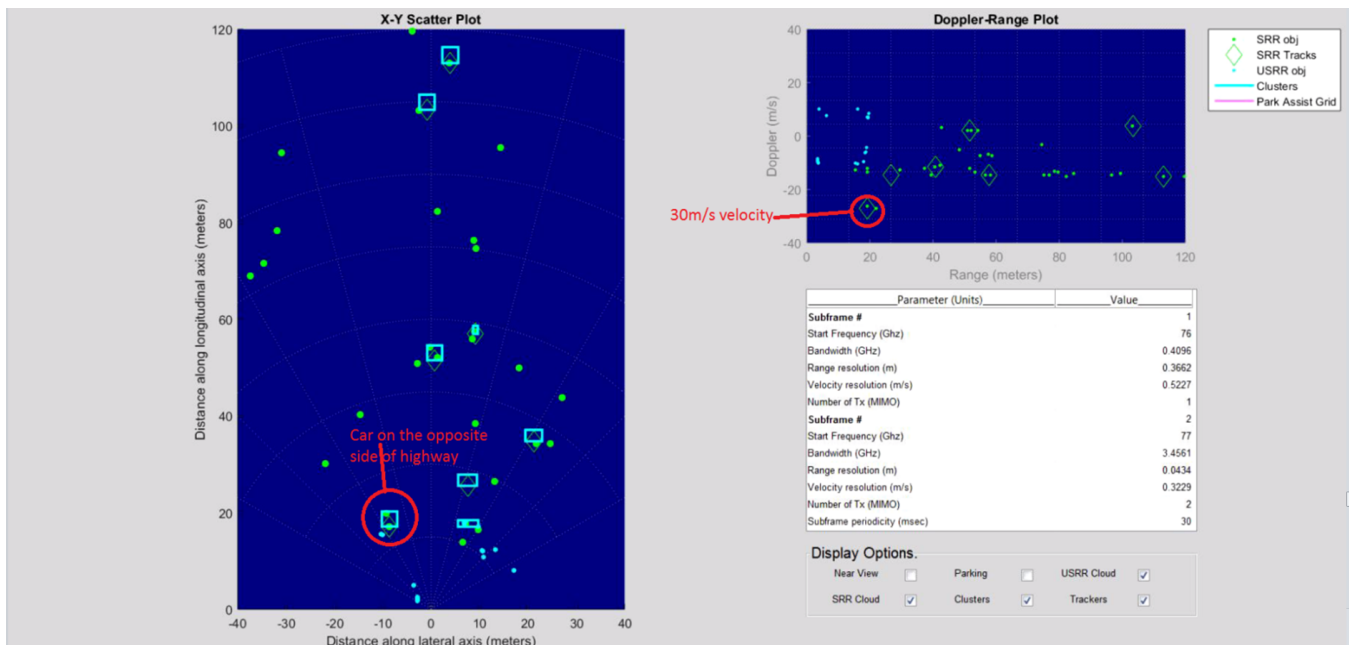 X-Y Scatter Plot
120
100
80
60
40
20
0
-40
-30
-20
-10
0
10
20
30
40
Distance along longitudinal axis (meters)
Distance along lateral axis (meters)
Car on the opposite
side of highway
Doppler-Range Plot
40
20
0
-20
-40
0
20
40
60
80
100
120
Doppler (m/s)
Range (meters)
30m/s velocity
SRR obj
SRR Tracks
USRR obj
Clusters
Park Assist Grid
Parameter (Units) Value
Subframe # 1
Start Frequency (Ghz) 76
Bandwidth (GHz) 0.4096
Range resolution (m) 0.3662
Velocity resolution (m/s) 0.5227
Number of Tx (MIMO) 1
Subframe # 2
Start Frequency (Ghz) 77
Bandwidth (GHz) 3.4561
Range resolution (m) 0.0434
Velocity resolution (m/s) 0.3229
Number of Tx (MIMO) 2
Subframe periodicity (msec) 30
Display Options.
Near View Parking USRR Cloud
SRR Cloud Clusters Trackers